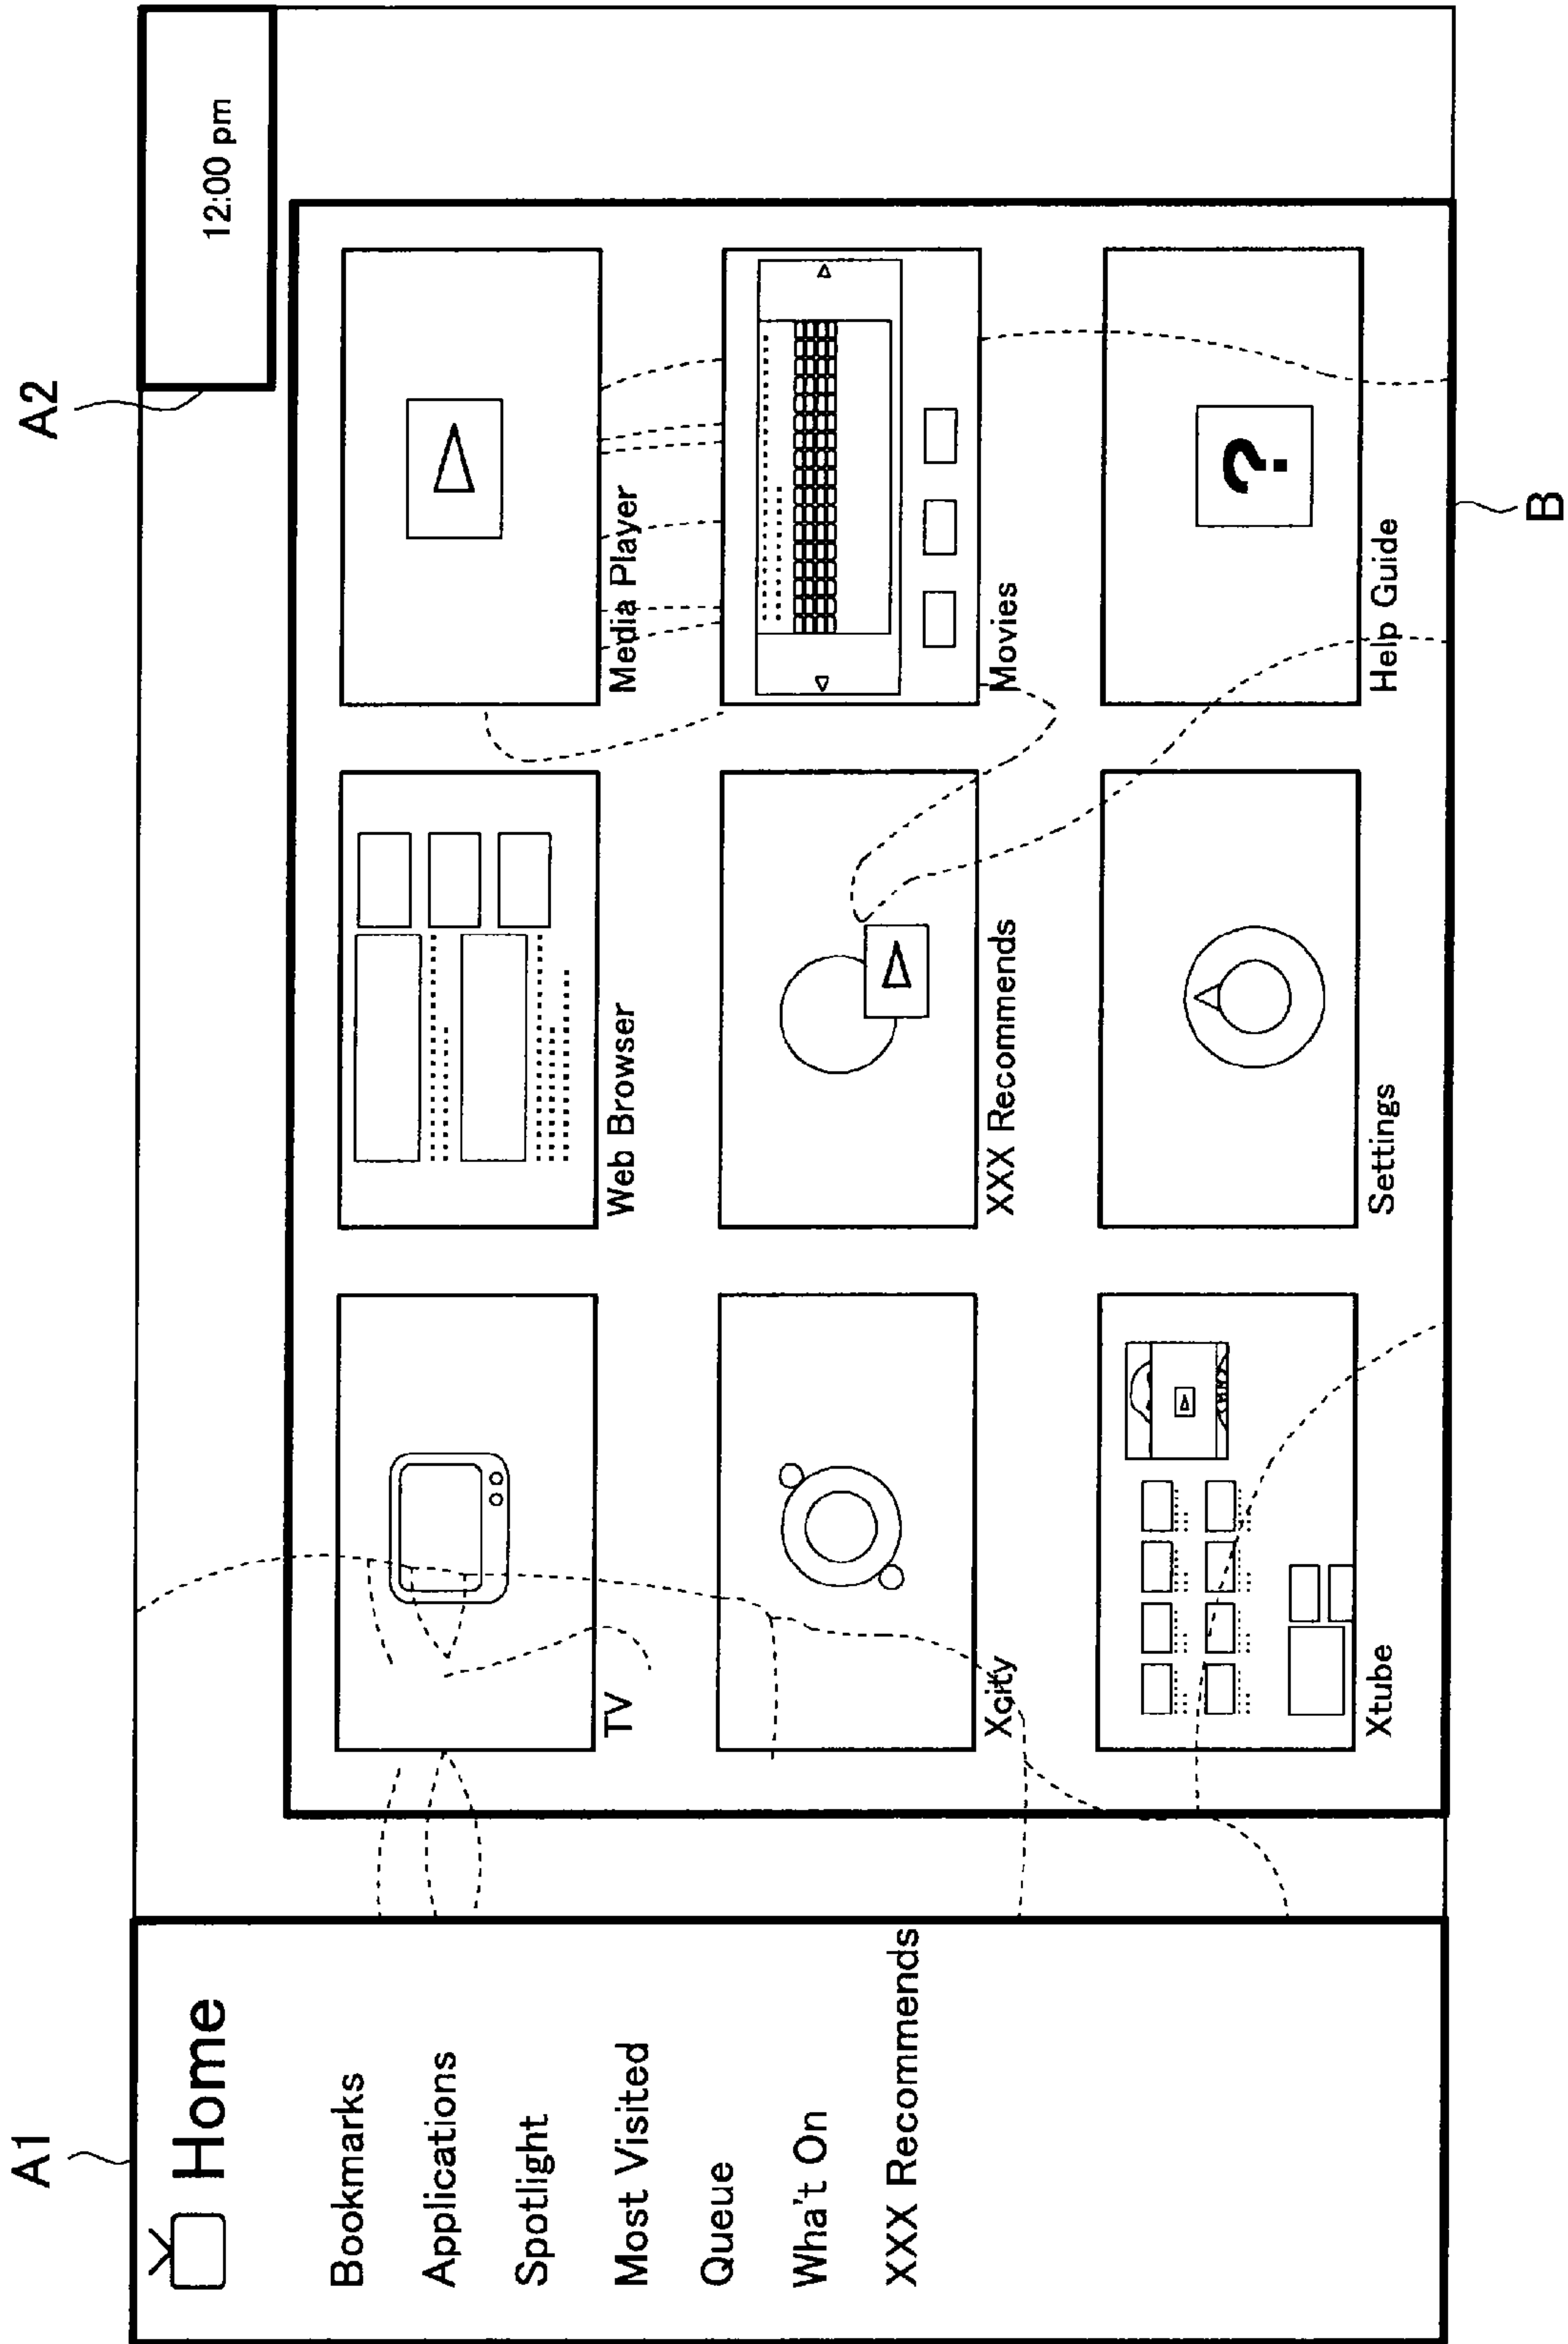 A1
A2
Home
12:00 pm
Bookmarks
Applications
Spotlight
Most Visited
Queue
Wha't On
XXX Recommends
TV
Web Browser
Media Player
Xcity
XXX Recommends
Movies
Xtube
Settings
?
Help Guide
B